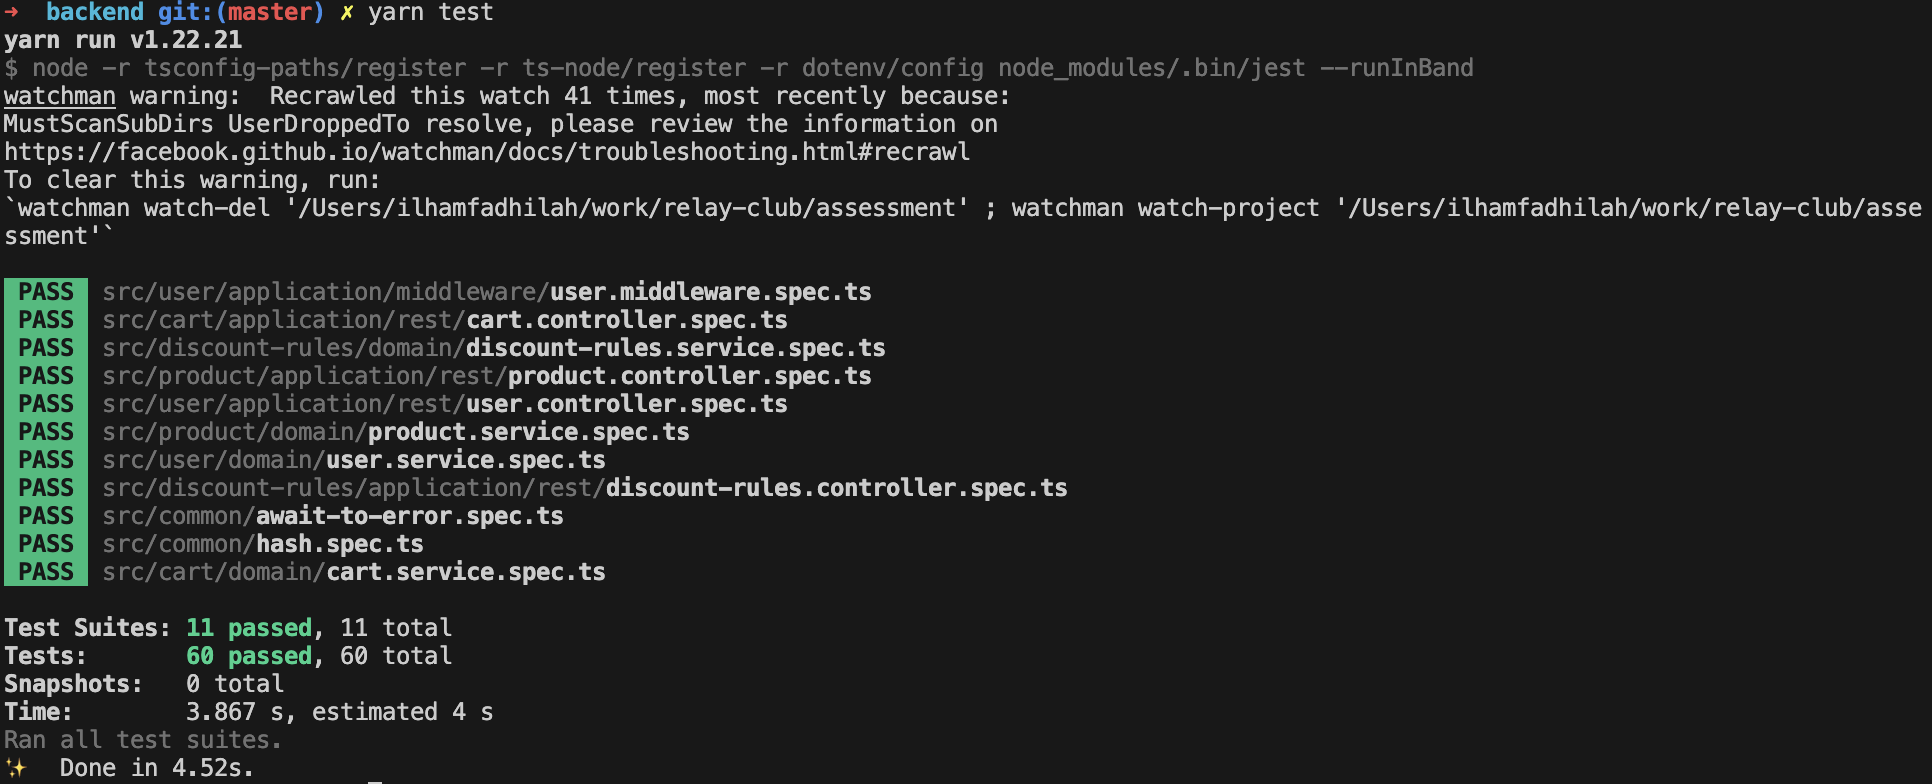 ➜  backend git:(master) ✗ yarn test
yarn run v1.22.21
$ node -r tsconfig-paths/register -r ts-node/register -r dotenv/config node_modules/.bin/jest --runInBand
watchman warning:  Recrawled this watch 41 times, most recently because:
MustScanSubDirs UserDroppedTo resolve, please review the information on
https://facebook.github.io/watchman/docs/troubleshooting.html#recrawl
To clear this warning, run:
`watchman watch-del '/Users/ilhamfadhilah/work/relay-club/assessment' ; watchman watch-project '/Users/ilhamfadhilah/work/relay-club/asse
ssment'`
PASS src/user/application/middleware/user.middleware.spec.ts
PASS src/cart/application/rest/cart.controller.spec.ts
PASS src/discount-rules/domain/discount-rules.service.spec.ts
PASS src/product/application/rest/product.controller.spec.ts
PASS src/user/application/rest/user.controller.spec.ts
PASS src/product/domain/product.service.spec.ts
PASS src/user/domain/user.service.spec.ts
PASS src/discount-rules/application/rest/discount-rules.controller.spec.ts
PASS src/common/await-to-error.spec.ts
PASS src/common/hash.spec.ts
PASS src/cart/domain/cart.service.spec.ts
Test Suites: 11 passed, 11 total
Tests:       60 passed, 60 total
Snapshots:   0 total
Time:        3.867 s, estimated 4 s
Ran all test suites.
✨  Done in 4.52s.